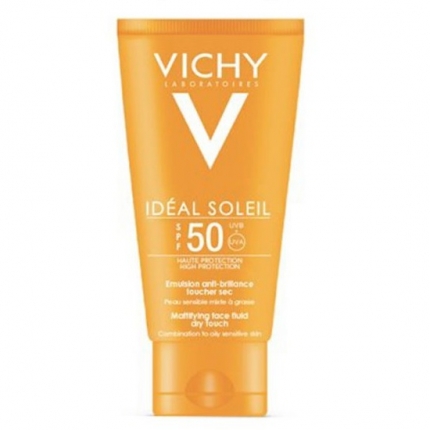 VICHY
LABORATOIRES
V
IDÉAL SOLEIL
SPF 50 UVB + UVA
HAUTE PROTECTION
HIGH PROTECTION
Emulsion anti-brillance
toucher sec
Peau sensible mixte à grasse
Mattifying face fluid
dry touch
Combination to oily sensitive skin